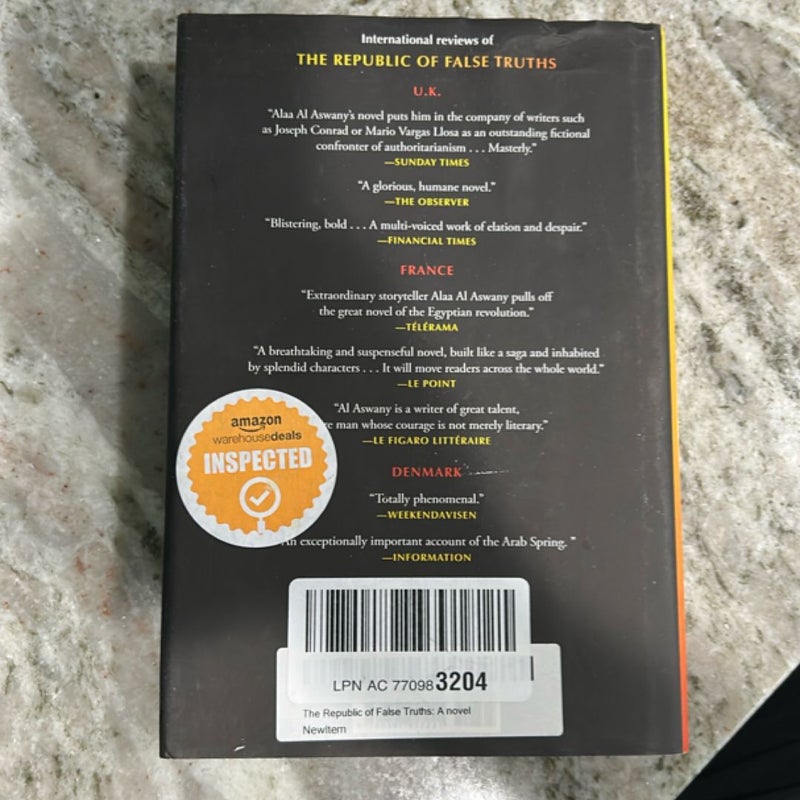 International reviews of
THE REPUBLIC OF FALSE TRUTHS
U.K.
“Alaa Al Aswany's novel puts him in the company of writers such
as Joseph Conrad or Mario Vargas Llosa as an outstanding fictional
confronter of authoritarianism . . . Masterly.”
—SUNDAY TIMES
“A glorious, humane novel.”
—THE OBSERVER
“Blistering, bold . . . A multi-voiced work of elation and despair.”
—FINANCIAL TIMES
FRANCE
“Extraordinary storyteller Alaa Al Aswany pulls off
the great novel of the Egyptian revolution.”
—TÉLÉRAMA
“A breathtaking and suspenseful novel, built like a saga and inhabited
by splendid characters . . . It will move readers across the whole world.”
—LE POINT
“Al Aswany is a writer of great talent,
man whose courage is not merely literary.”
—LE FIGARO LITTÉRAIRE
amazon
warehousedeals
INSPECTED
DENMARK
“Totally phenomenal.”
—WEEKENDAVISEN
An exceptionally important account of the Arab Spring. ”
—INFORMATION
LPN AC 770983204
The Republic of False Truths: A novel
NewItem